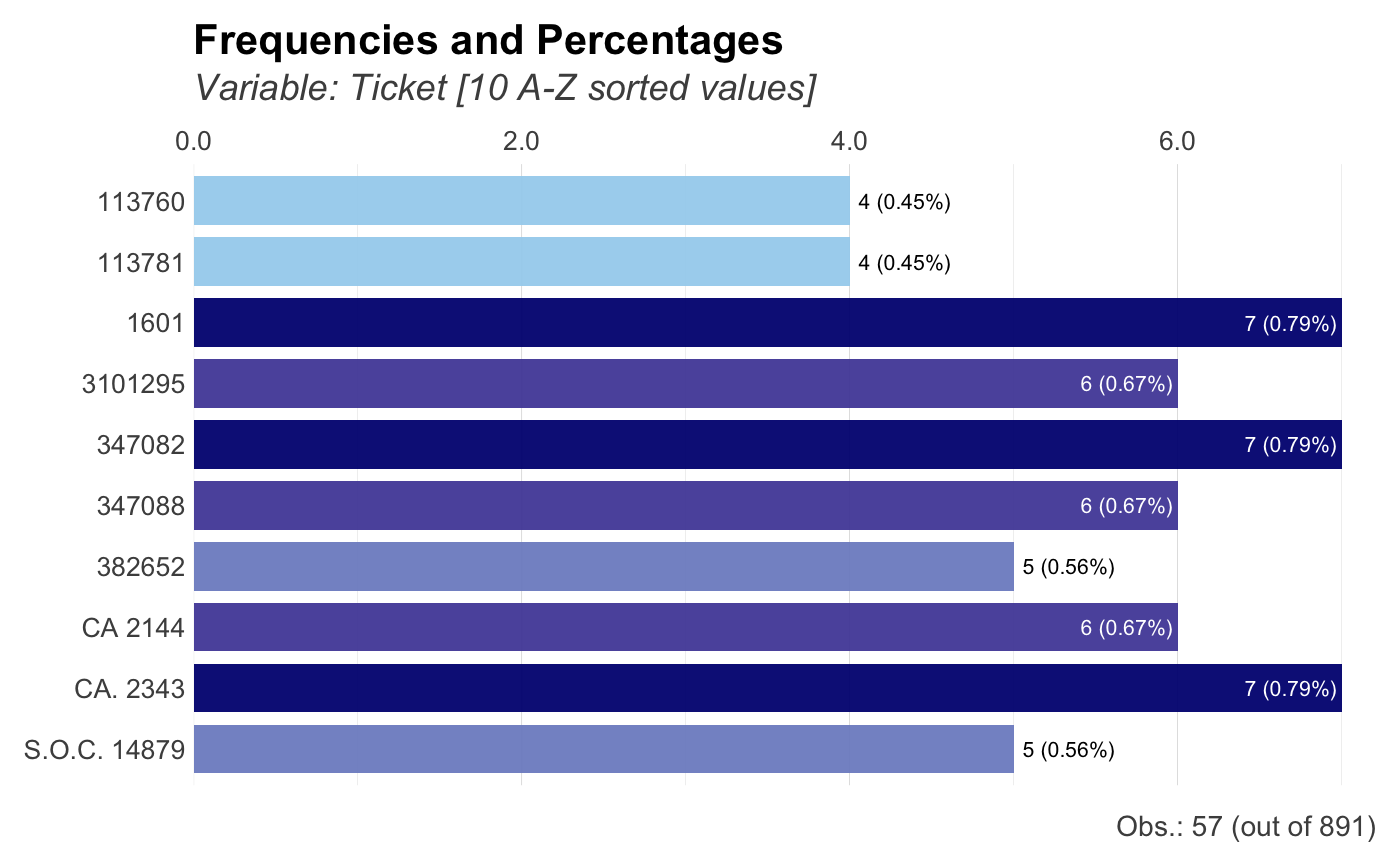 Frequencies and Percentages
Variable: Ticket [10 A-Z sorted values]
0.0 2.0 4.0 6.0
113760 4 (0.45%)
113781 4 (0.45%)
1601 7 (0.79%)
3101295 6 (0.67%)
347082 7 (0.79%)
347088 6 (0.67%)
382652 5 (0.56%)
CA 2144 6 (0.67%)
CA. 2343 7 (0.79%)
S.O.C. 14879 5 (0.56%)
Obs.: 57 (out of 891)